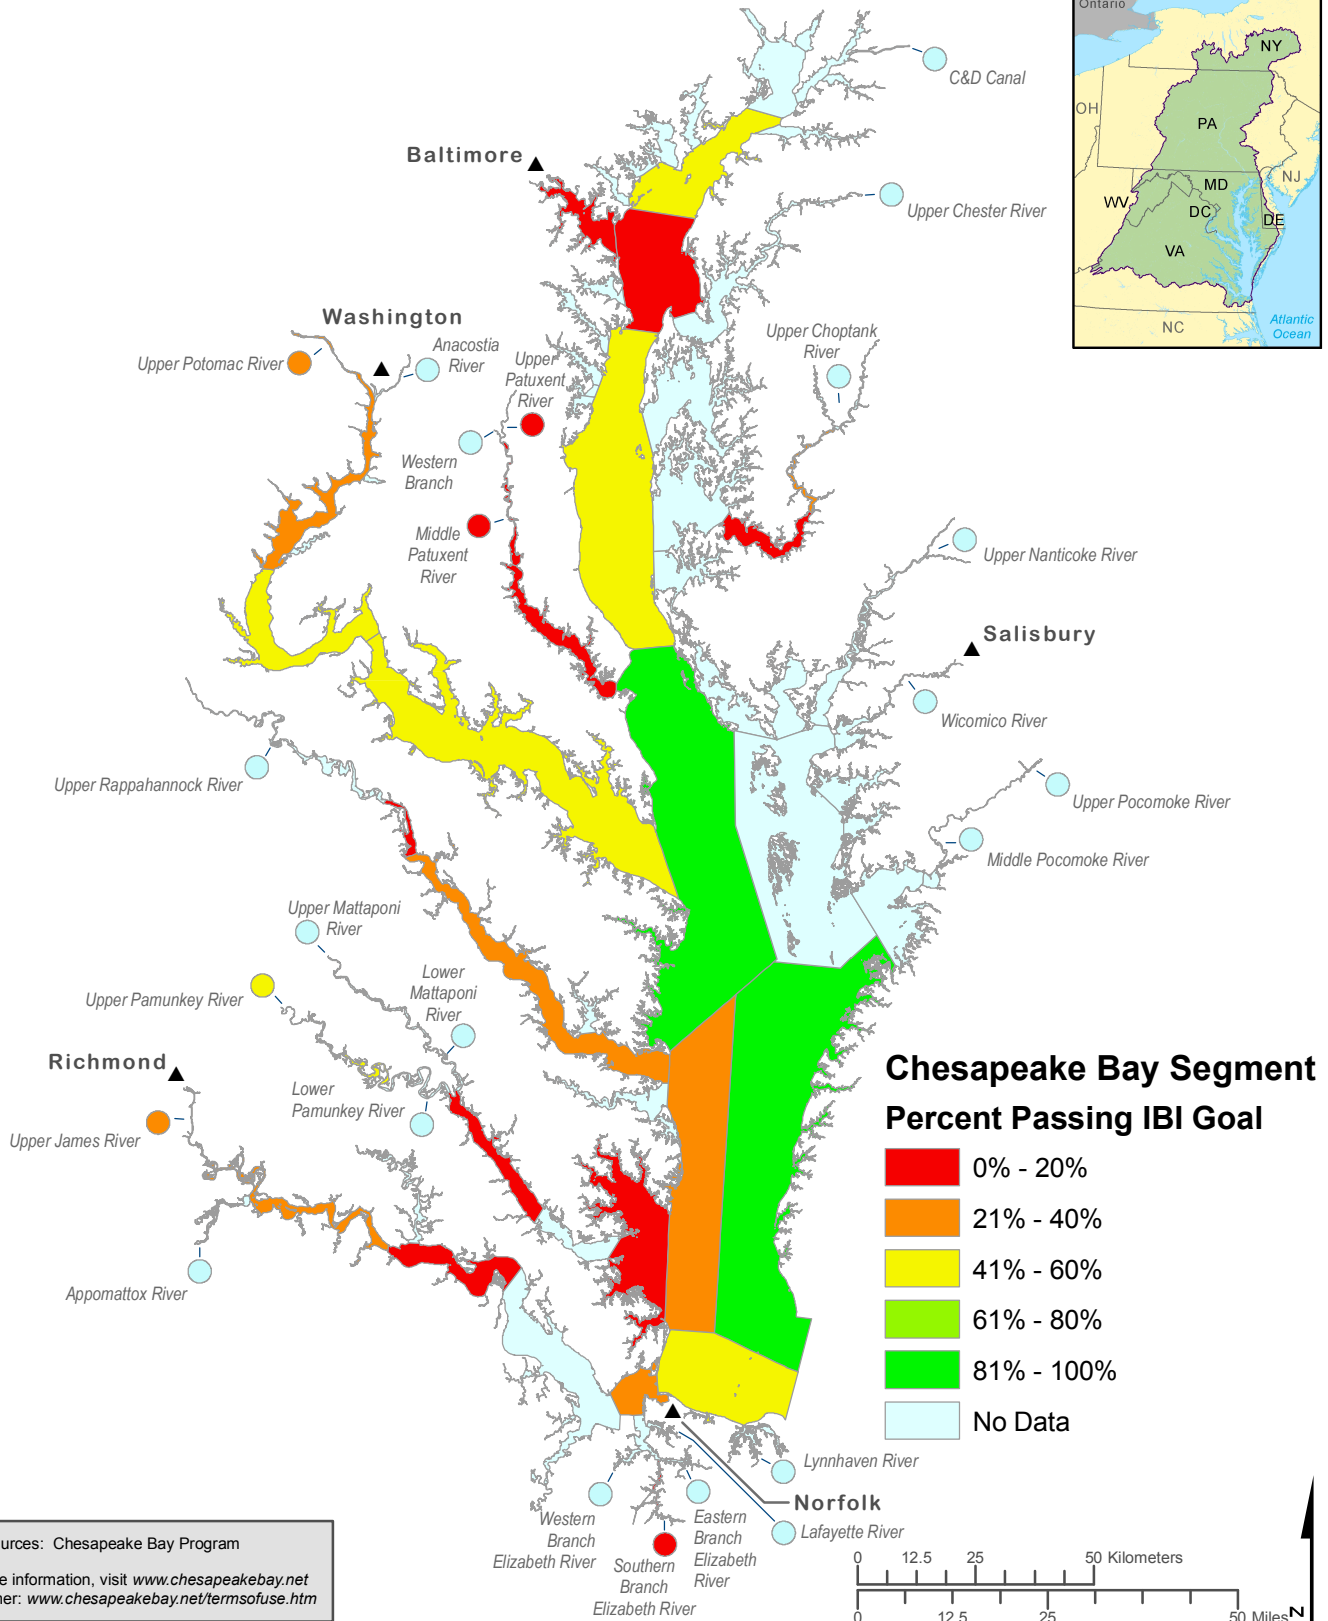 Ontario
NY
OH
PA
NJ
MD
WV
DC
DE
VA
NC
Atlantic
Ocean
C&D Canal
Baltimore
Upper Chester River
Washington
Upper Potomac River
Anacostia
River
Upper
Patuxent
River
Upper Choptank
River
Western
Branch
Middle
Patuxent
River
Upper Nanticoke River
Salisbury
Wicomico River
Upper Rappahannock River
Upper Pocomoke River
Middle Pocomoke River
Upper Mattaponi
River
Upper Pamunkey River
Lower
Mattaponi
River
Richmond
Lower
Pamunkey River
Upper James River
Appomattox River
Chesapeake Bay Segment
Percent Passing IBI Goal
0% - 20%
21% - 40%
41% - 60%
61% - 80%
81% - 100%
No Data
Lynnhaven River
Norfolk
Lafayette River
Western
Branch
Elizabeth River
Southern
Branch
Elizabeth River
Eastern
Branch
Elizabeth
River
urces: Chesapeake Bay Program
e information, visit www.chesapeakebay.net
ner: www.chesapeakebay.net/termsofuse.htm
0 12.5 25 50 Kilometers
0 12.5 25 50 Miles
N